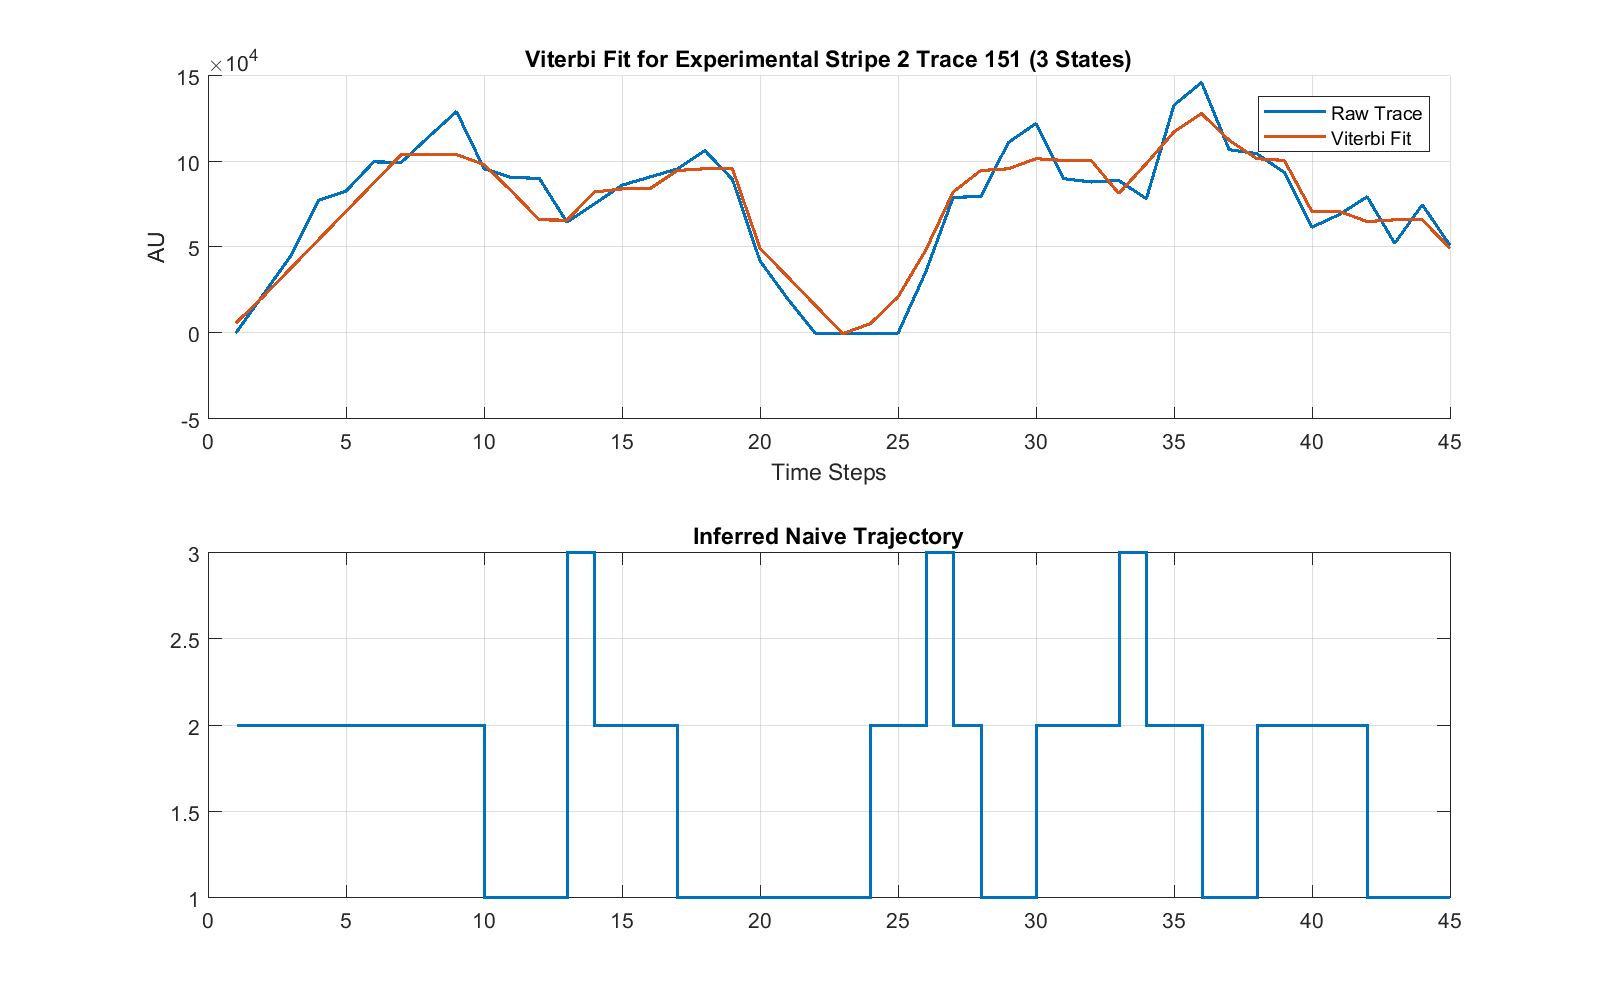 Viterbi Fit for Experimental Stripe 2 Trace 151 (3 States)
×10⁴
15
10
5
0
-5
AU
Raw Trace
Viterbi Fit
0 5 10 15 20 25 30 35 40 45
Time Steps
Inferred Naive Trajectory
3
2.5
2
1.5
1
0 5 10 15 20 25 30 35 40 45